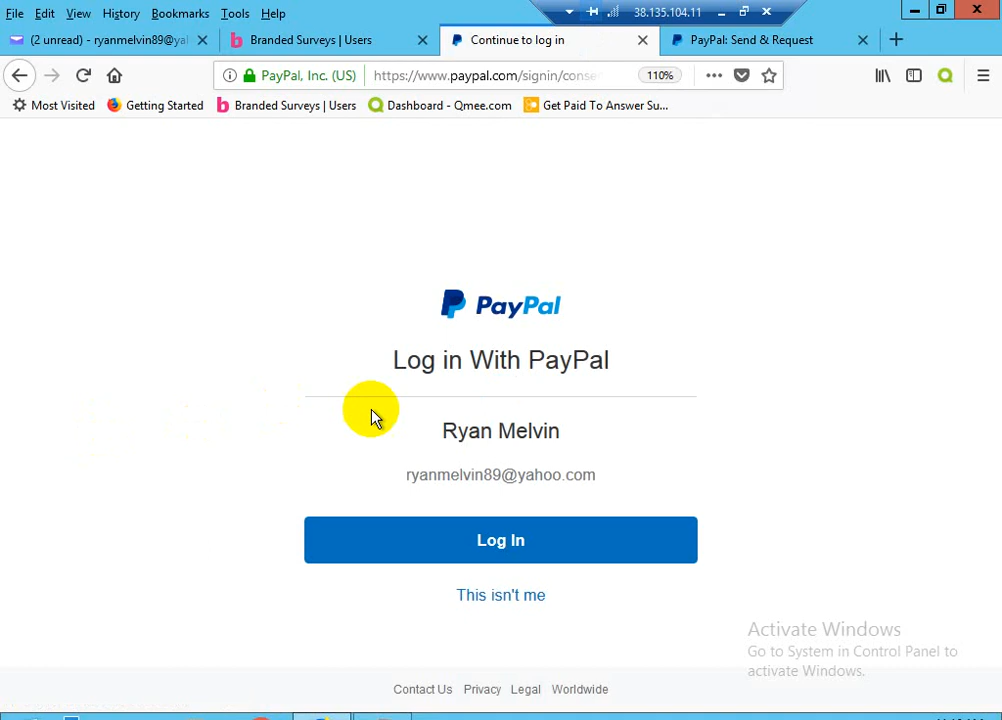 File Edit View History Bookmarks Tools Help
38.135.104.11
(2 unread) - ryanmelvin89@yal
Branded Surveys | Users
Continue to log in
PayPal: Send & Request
PayPal, Inc. (US)
https://www.paypal.com/signin/conse
110%
Most Visited
Getting Started
Branded Surveys | Users
Dashboard - Qmee.com
Get Paid To Answer Su...
PayPal
Log in With PayPal
Ryan Melvin
ryanmelvin89@yahoo.com
Log In
This isn't me
Activate Windows
Go to System in Control Panel to
activate Windows.
Contact Us Privacy Legal Worldwide